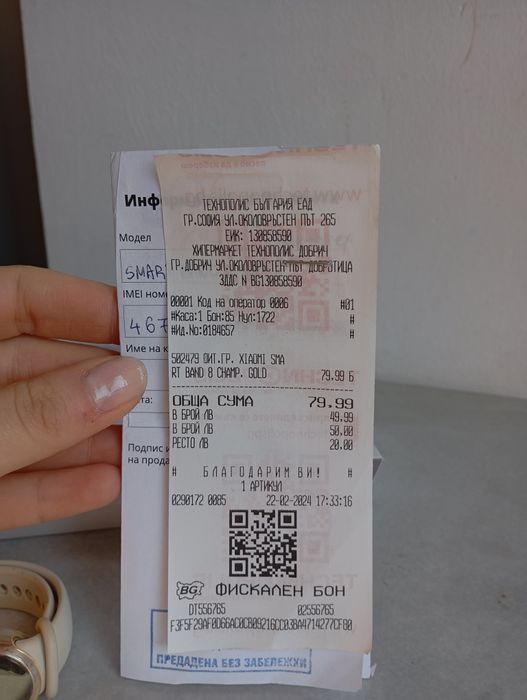 Инф
Модел
SMAR
IMEI номе
467
Име на к
та:
Подпис и
на прода
ТЕХНОПОЛИС БЪЛГАРИЯ ЕАД
ГР.СОФИЯ УЛ.ОКОЛОВРЪСТЕН ПЪТ 265
ЕИК: 130858590
ХИПЕРМАРКЕТ ТЕХНОПОЛИС ДОБРИЧ
ГР.ДОБРИЧ УЛ.ОКОЛОВРЪСТЕН ПЪТ ДОБРОТИЦА
ЗДДС N BG130858590
00001 Код на оператор 0006 #01
#Каса:1 Бон:85 Нул:1722 #
#Ид.No:0184657 #
502479 ФИТ.ГР. XIAOMI SMA
RT BAND 8 CHAMP. GOLD 79.99 Б
ОБЩА СУМА 79.99
В БРОЙ ЛВ 49.99
В БРОЙ ЛВ 50.00
РЕСТО ЛВ 20.00
# БЛАГОДАРИМ ВИ! #
1 АРТИКУЛ
0290172 0085 22-02-2024 17:33:16
BG ФИСКАЛЕН БОН
DT556765 02556765
ПРЕДАДЕНА БЕЗ ЗАБЕЛЕЖКИ